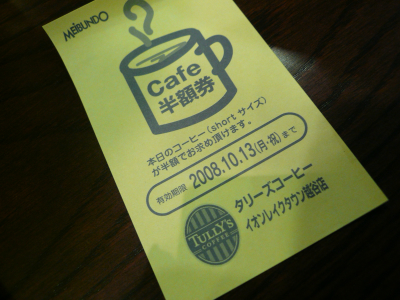 MEIBUNDO
Cafe
半額券
本日のコーヒー(short サイズ)
が半額でお求め頂けます。
有効期限 2008.10.13(月・祝)まで
TULLY'S
COFFEE
タリーズコーヒー
イオンレイクタウン越谷店